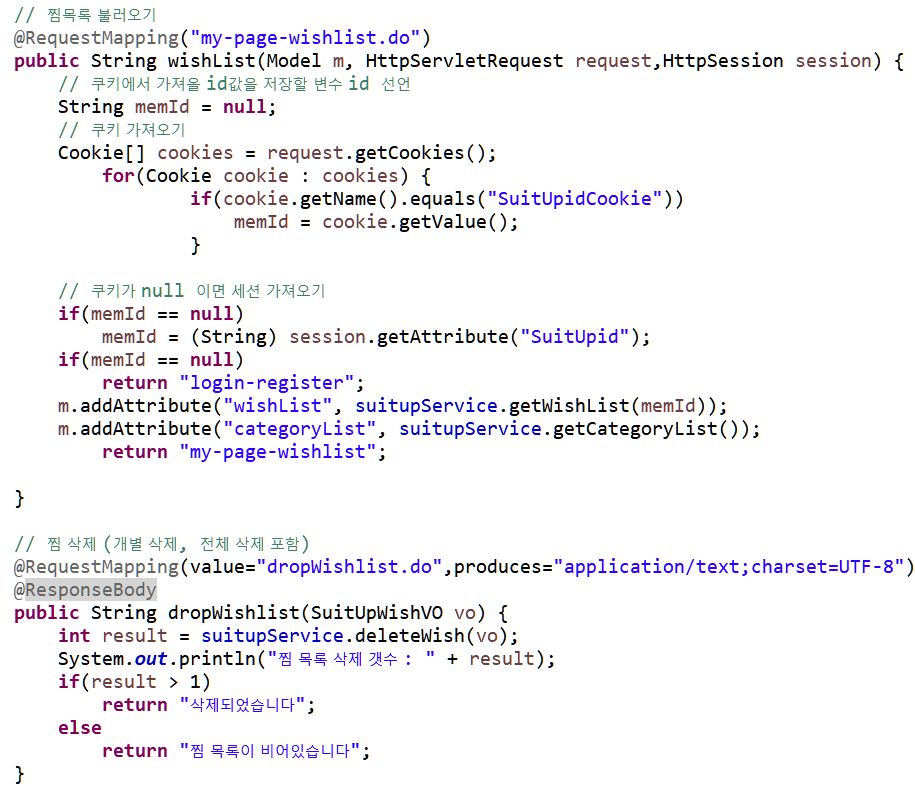 // 찜목록 불러오기
@RequestMapping("my-page-wishlist.do")
public String wishList(Model m, HttpServletRequest request,HttpSession session) {
    // 쿠키에서 가져올 id값을 저장할 변수 id 선언
    String memId = null;
    // 쿠키 가져오기
    Cookie[] cookies = request.getCookies();
        for(Cookie cookie : cookies) {
                if(cookie.getName().equals("SuitUpidCookie"))
                    memId = cookie.getValue();
                }
    // 쿠키가 null 이면 세션 가져오기
    if(memId == null)
        memId = (String) session.getAttribute("SuitUpid");
    if(memId == null)
        return "login-register";
    m.addAttribute("wishList", suitupService.getWishList(memId));
    m.addAttribute("categoryList", suitupService.getCategoryList());
        return "my-page-wishlist";
}
// 찜 삭제 (개별 삭제, 전체 삭제 포함)
@RequestMapping(value="dropWishlist.do",produces="application/text;charset=UTF-8")
@ResponseBody
public String dropWishlist(SuitUpWishVO vo) {
    int result = suitupService.deleteWish(vo);
    System.out.println("찜 목록 삭제 갯수 : " + result);
    if(result > 1)
        return "삭제되었습니다";
    else
        return "찜 목록이 비어있습니다";
}